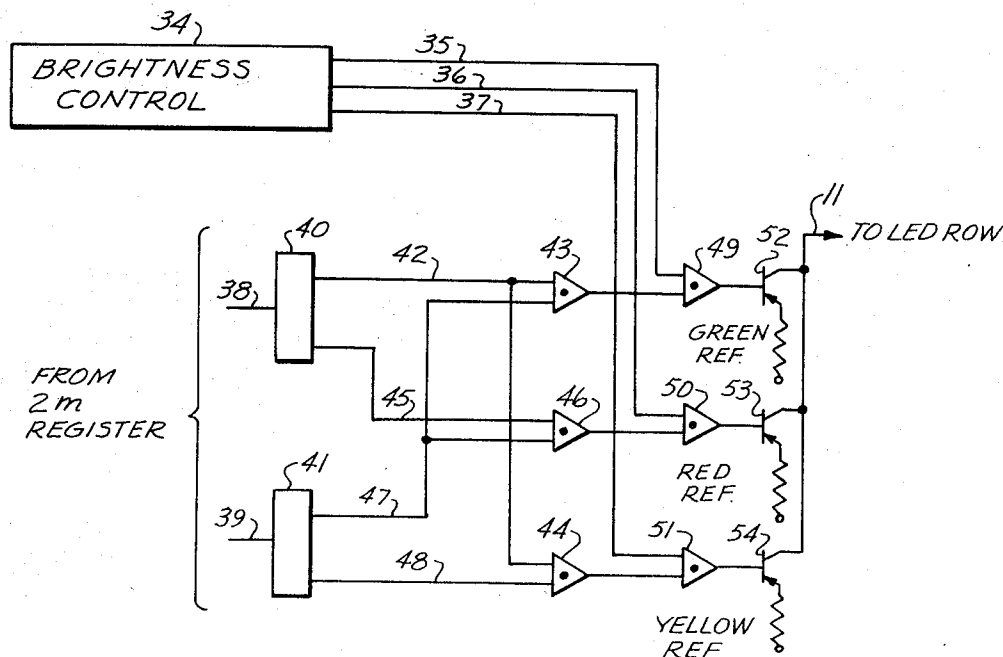 34
BRIGHTNESS
CONTROL
35
36
37
11
TO LED ROW
40
42
43
49
52
38
GREEN
REF.
FROM
2m
REGISTER
45
46
50
53
41
47
RED
REF.
39
44
51
54
48
YELLOW
REF.